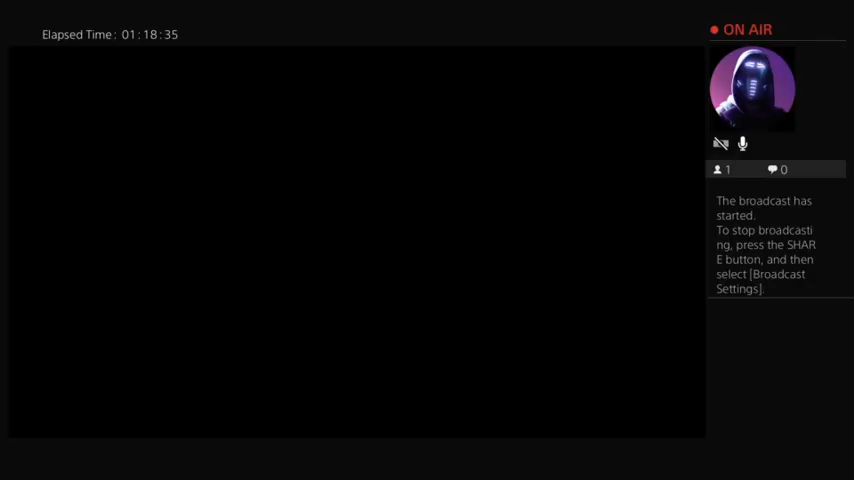 Elapsed Time: 01:18:35
ON AIR
1 0
The broadcast has
started.
To stop broadcasti
ng, press the SHAR
E button, and then
select [Broadcast
Settings].